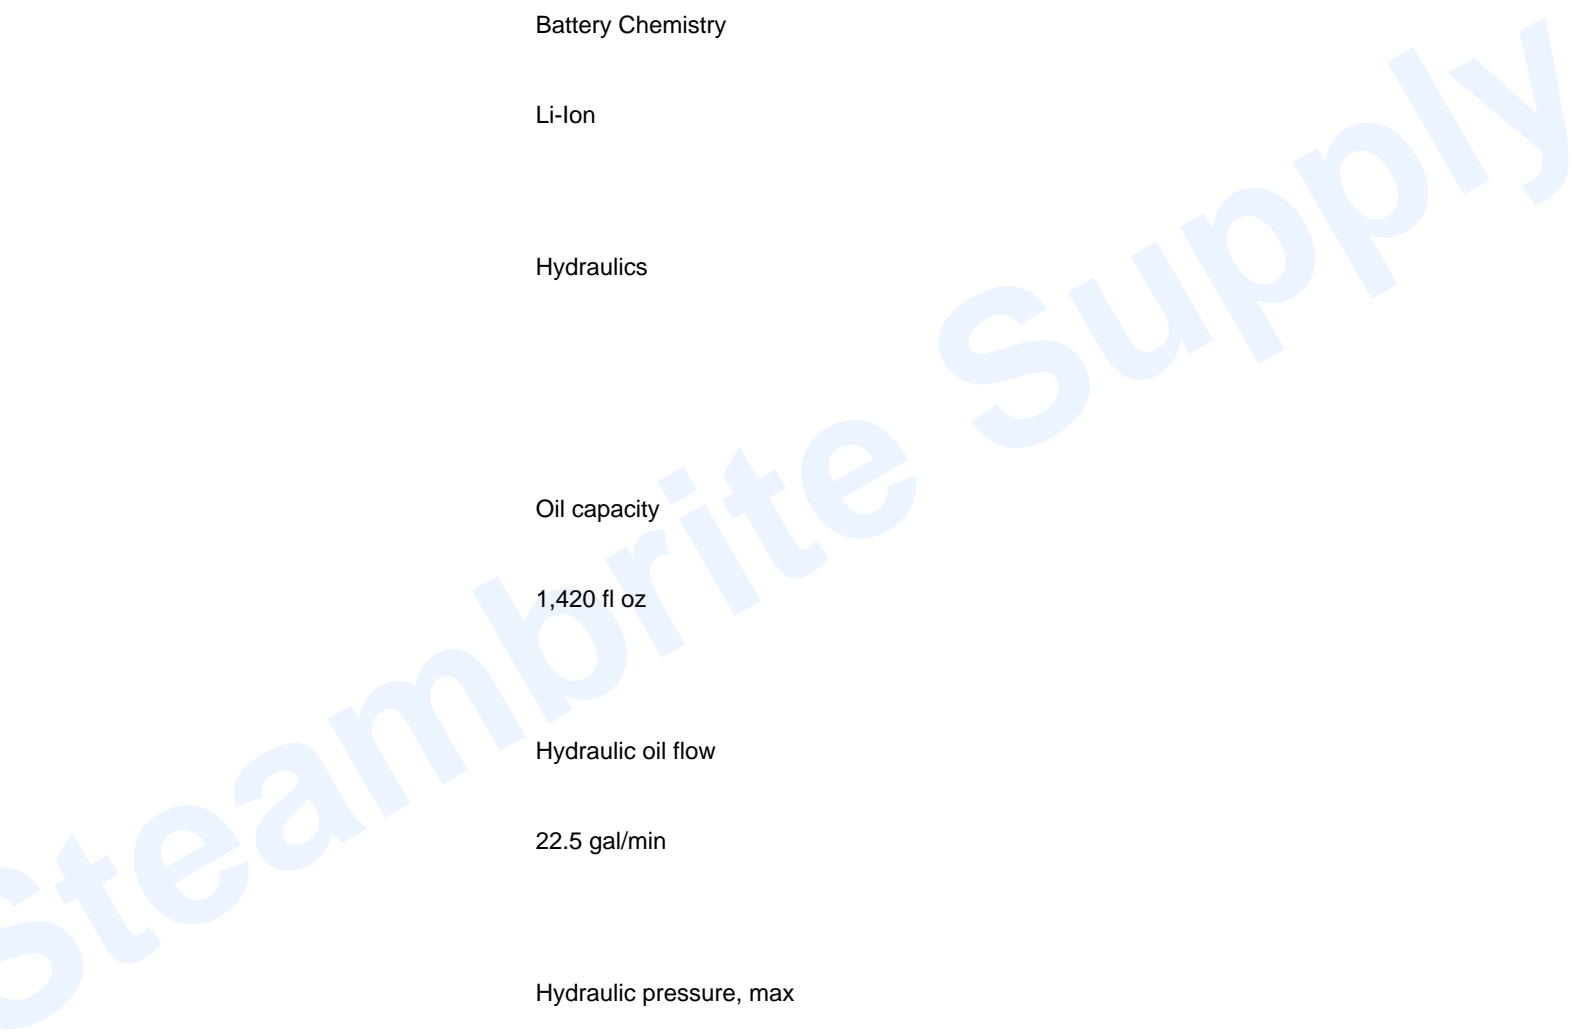 Battery Chemistry
Li-Ion
Hydraulics
Oil capacity
1,420 fl oz
Hydraulic oil flow
22.5 gal/min
Hydraulic pressure, max
Steambrite Supply